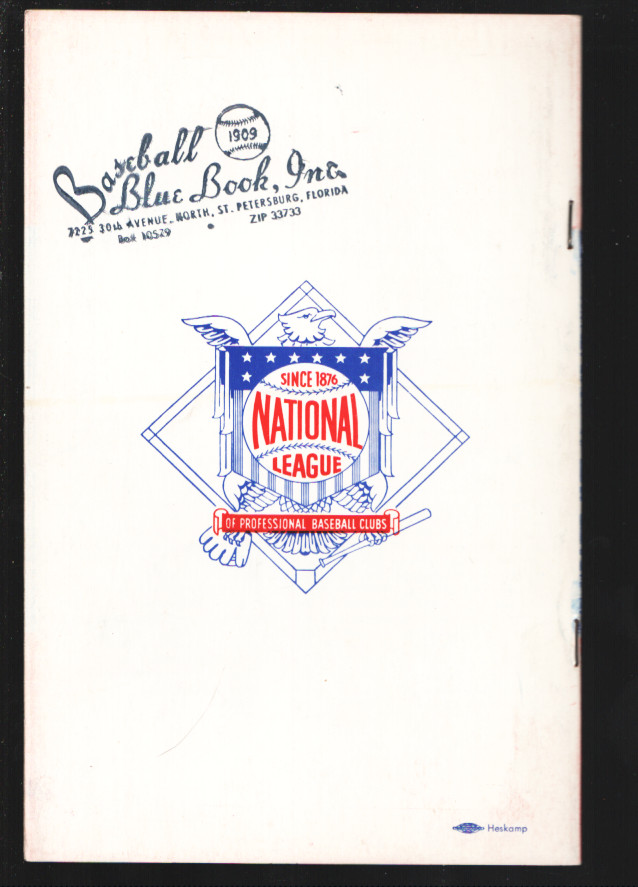 Baseball
1909
Blue Book, Inc.
7225 30th AVENUE, NORTH, ST. PETERSBURG, FLORIDA
Box 10529 ZIP 33733
SINCE 1876
NATIONAL
LEAGUE
OF PROFESSIONAL BASEBALL CLUBS
Heskamp